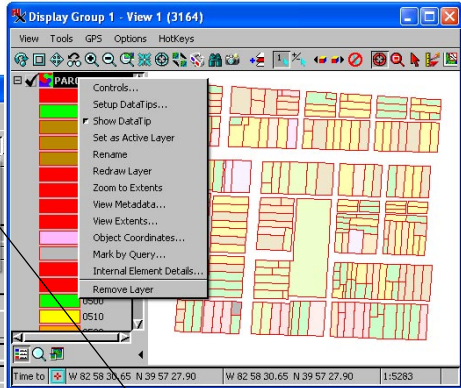 Display Group 1 - View 1 (3164)
View Tools GPS Options HotKeys
1:1
PARC
Controls...
Setup DataTips...
Show DataTip
Set as Active Layer
Rename
Redraw Layer
Zoom to Extents
View Metadata...
View Extents...
Object Coordinates...
Mark by Query...
Internal Element Details...
Remove Layer
0500
0510
Time to W 82 58 30.65 N 39 57 27.90 W 82 58 30.65 N 39 57 27.90 1:5283